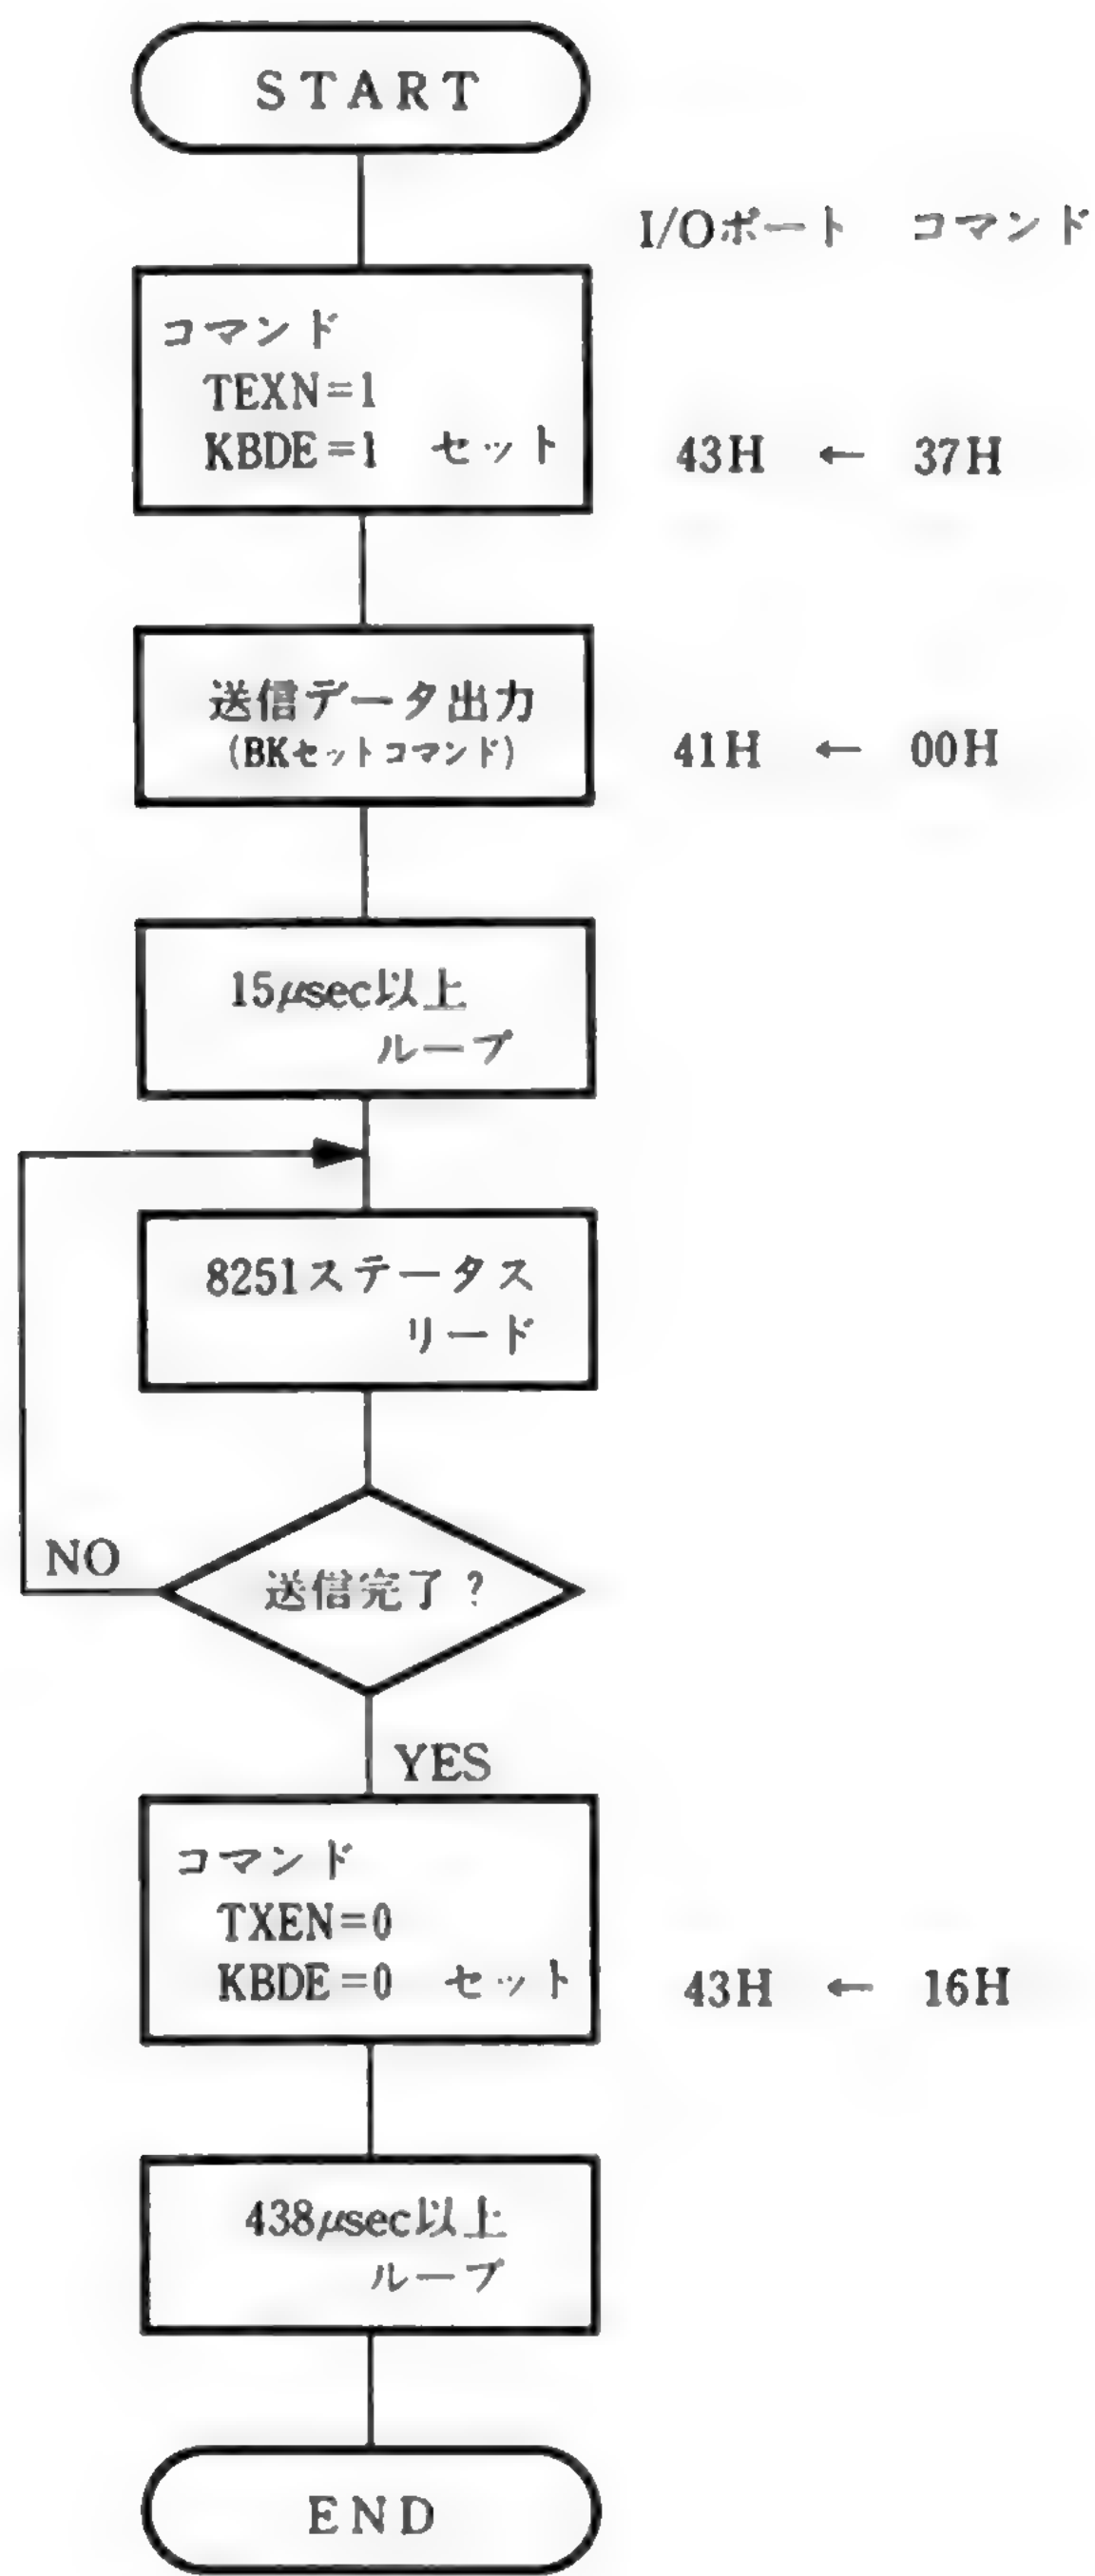 START
I/Oポート コマンド
コマンド
TEXN=1
KBDE=1 セット
43H ← 37H
送信データ出力
(BKセットコマンド)
41H ← 00H
15μsec以上
ループ
8251ステータス
リード
NO
送信完了?
YES
コマンド
TXEN=0
KBDE=0 セット
43H ← 16H
438μsec以上
ループ
END